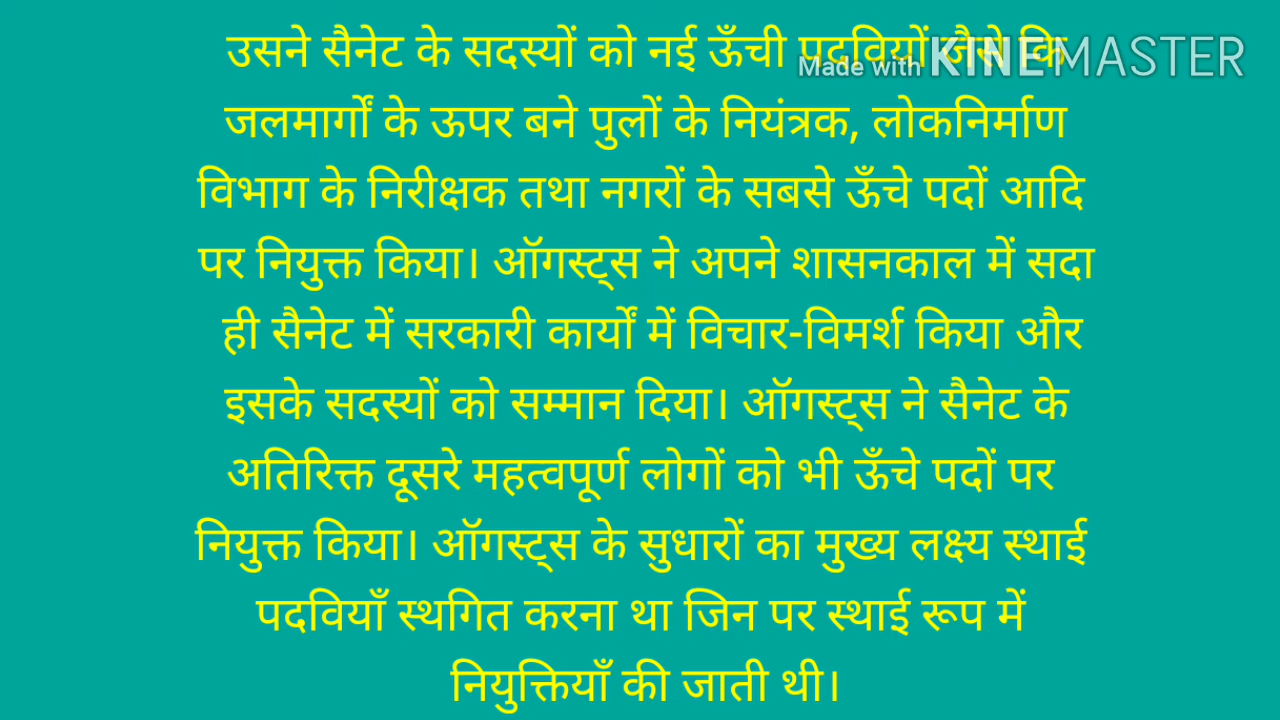 उसने सैनेट के सदस्यों को नई ऊँची पदवियों जैसे कि
Made with KINEMASTER
जलमार्गों के ऊपर बने पुलों के नियंत्रक, लोकनिर्माण
विभाग के निरीक्षक तथा नगरों के सबसे ऊँचे पदों आदि
पर नियुक्त किया। ऑगस्ट्स ने अपने शासनकाल में सदा
ही सैनेट में सरकारी कार्यों में विचार-विमर्श किया और
इसके सदस्यों को सम्मान दिया। ऑगस्ट्स ने सैनेट के
अतिरिक्त दूसरे महत्वपूर्ण लोगों को भी ऊँचे पदों पर
नियुक्त किया। ऑगस्ट्स के सुधारों का मुख्य लक्ष्य स्थाई
पदवियाँ स्थगित करना था जिन पर स्थाई रूप में
नियुक्तियाँ की जाती थी।